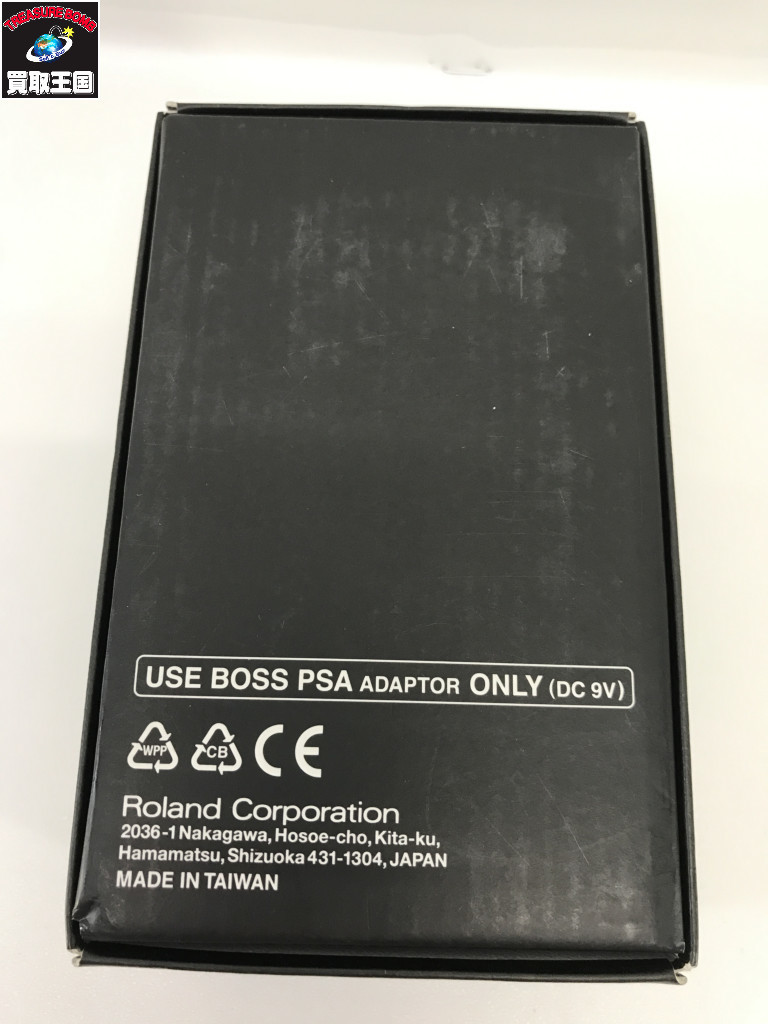 TREASURE BOMB
買取王国
USE BOSS PSA ADAPTOR ONLY (DC 9V)
WPP CB CE
Roland Corporation
2036-1 Nakagawa, Hosoe-cho, Kita-ku,
Hamamatsu, Shizuoka 431-1304, JAPAN
MADE IN TAIWAN